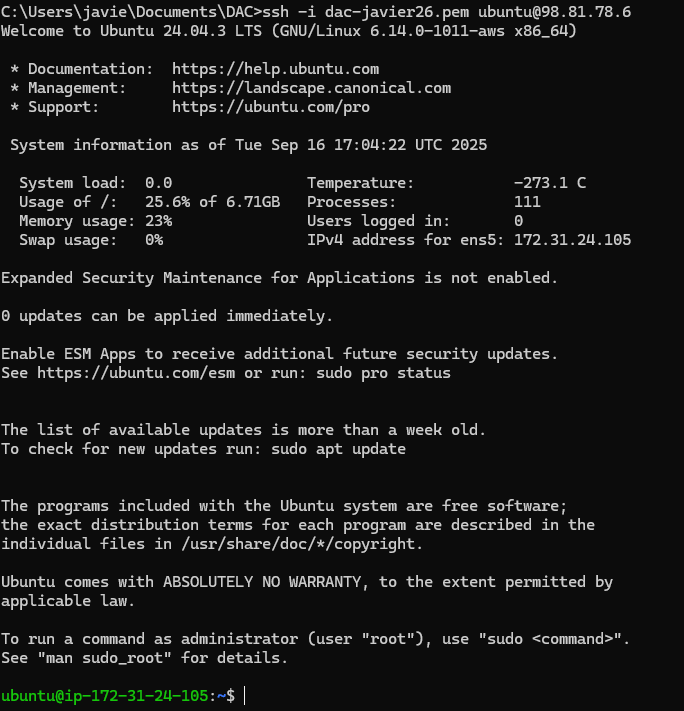 C:\Users\javie\Documents\DAC>ssh -i dac-javier26.pem ubuntu@98.81.78.6
Welcome to Ubuntu 24.04.3 LTS (GNU/Linux 6.14.0-1011-aws x86_64)

 * Documentation:  https://help.ubuntu.com
 * Management:     https://landscape.canonical.com
 * Support:        https://ubuntu.com/pro

 System information as of Tue Sep 16 17:04:22 UTC 2025

  System load:  0.0               Temperature:           -273.1 C
  Usage of /:   25.6% of 6.71GB   Processes:             111
  Memory usage: 23%               Users logged in:       0
  Swap usage:   0%                IPv4 address for ens5: 172.31.24.105

Expanded Security Maintenance for Applications is not enabled.

0 updates can be applied immediately.

Enable ESM Apps to receive additional future security updates.
See https://ubuntu.com/esm or run: sudo pro status


The list of available updates is more than a week old.
To check for new updates run: sudo apt update


The programs included with the Ubuntu system are free software;
the exact distribution terms for each program are described in the
individual files in /usr/share/doc/*/copyright.

Ubuntu comes with ABSOLUTELY NO WARRANTY, to the extent permitted by
applicable law.

To run a command as administrator (user "root"), use "sudo <command>".
See "man sudo_root" for details.

ubuntu@ip-172-31-24-105:~$